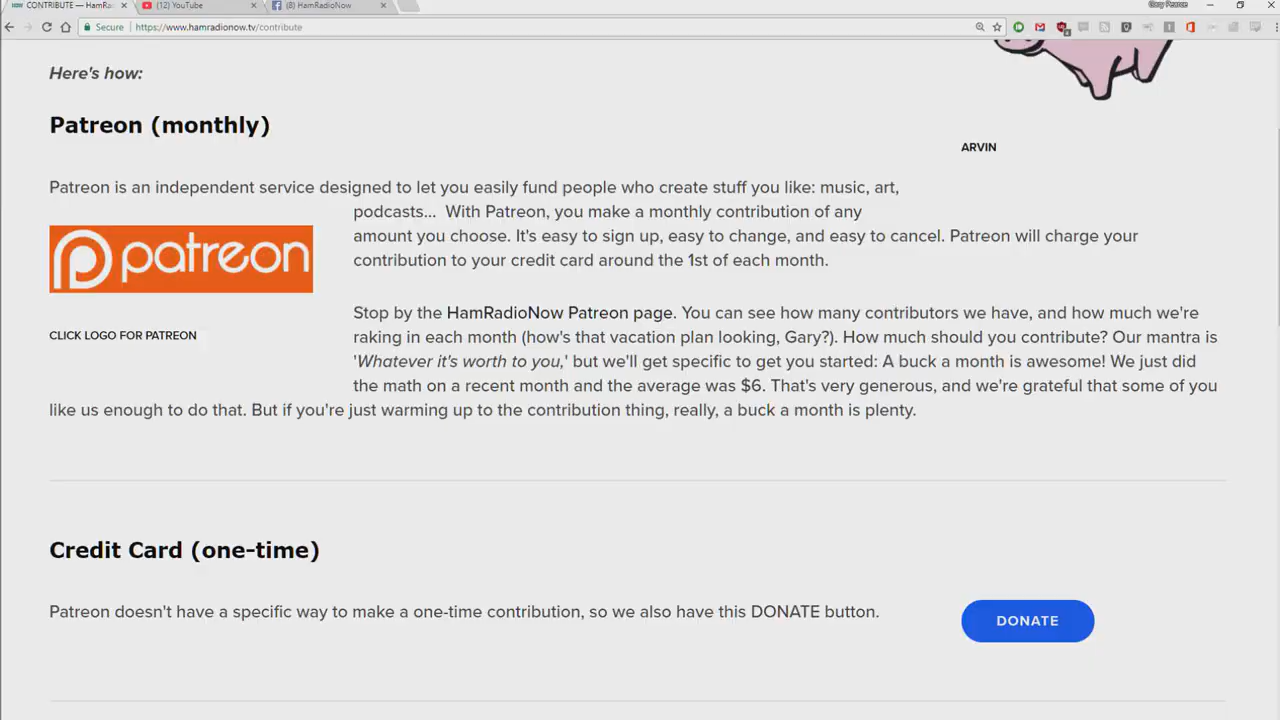 CONTRIBUTE — HamRa
(12) YouTube
(8) HamRadioNow
Gary Pearce
Secure
https://www.hamradionow.tv/contribute
Here's how:
Patreon (monthly)
ARVIN
Patreon is an independent service designed to let you easily fund people who create stuff you like: music, art,
podcasts... With Patreon, you make a monthly contribution of any
amount you choose. It's easy to sign up, easy to change, and easy to cancel. Patreon will charge your
contribution to your credit card around the 1st of each month.
patreon
Stop by the HamRadioNow Patreon page. You can see how many contributors we have, and how much we're
CLICK LOGO FOR PATREON
raking in each month (how's that vacation plan looking, Gary?). How much should you contribute? Our mantra is
'Whatever it's worth to you,' but we'll get specific to get you started: A buck a month is awesome! We just did
the math on a recent month and the average was $6. That's very generous, and we're grateful that some of you
like us enough to do that. But if you're just warming up to the contribution thing, really, a buck a month is plenty.
Credit Card (one-time)
Patreon doesn't have a specific way to make a one-time contribution, so we also have this DONATE button.
DONATE